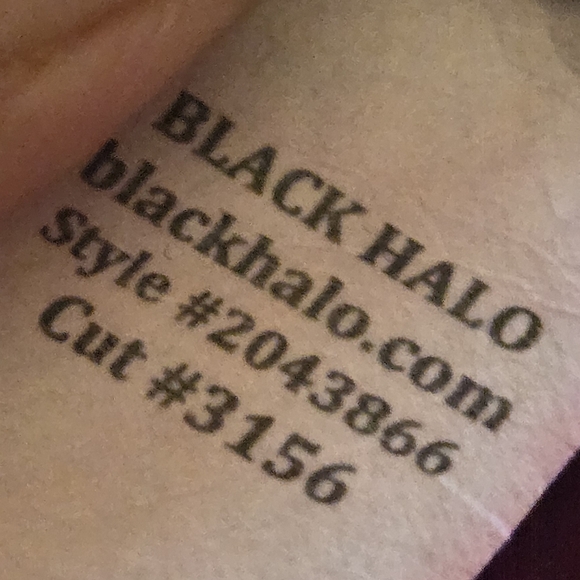 BLACK HALO
blackhalo.com
Style #2043866
Cut #3156